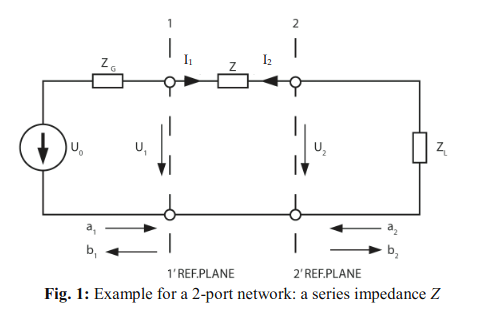 1 2
Z_G I₁ Z I₂
U₀ U₁ U₂ Z_L
a₁ a₂
b₁ b₂
1' REF.PLANE 2' REF.PLANE
Fig. 1: Example for a 2-port network: a series impedance Z